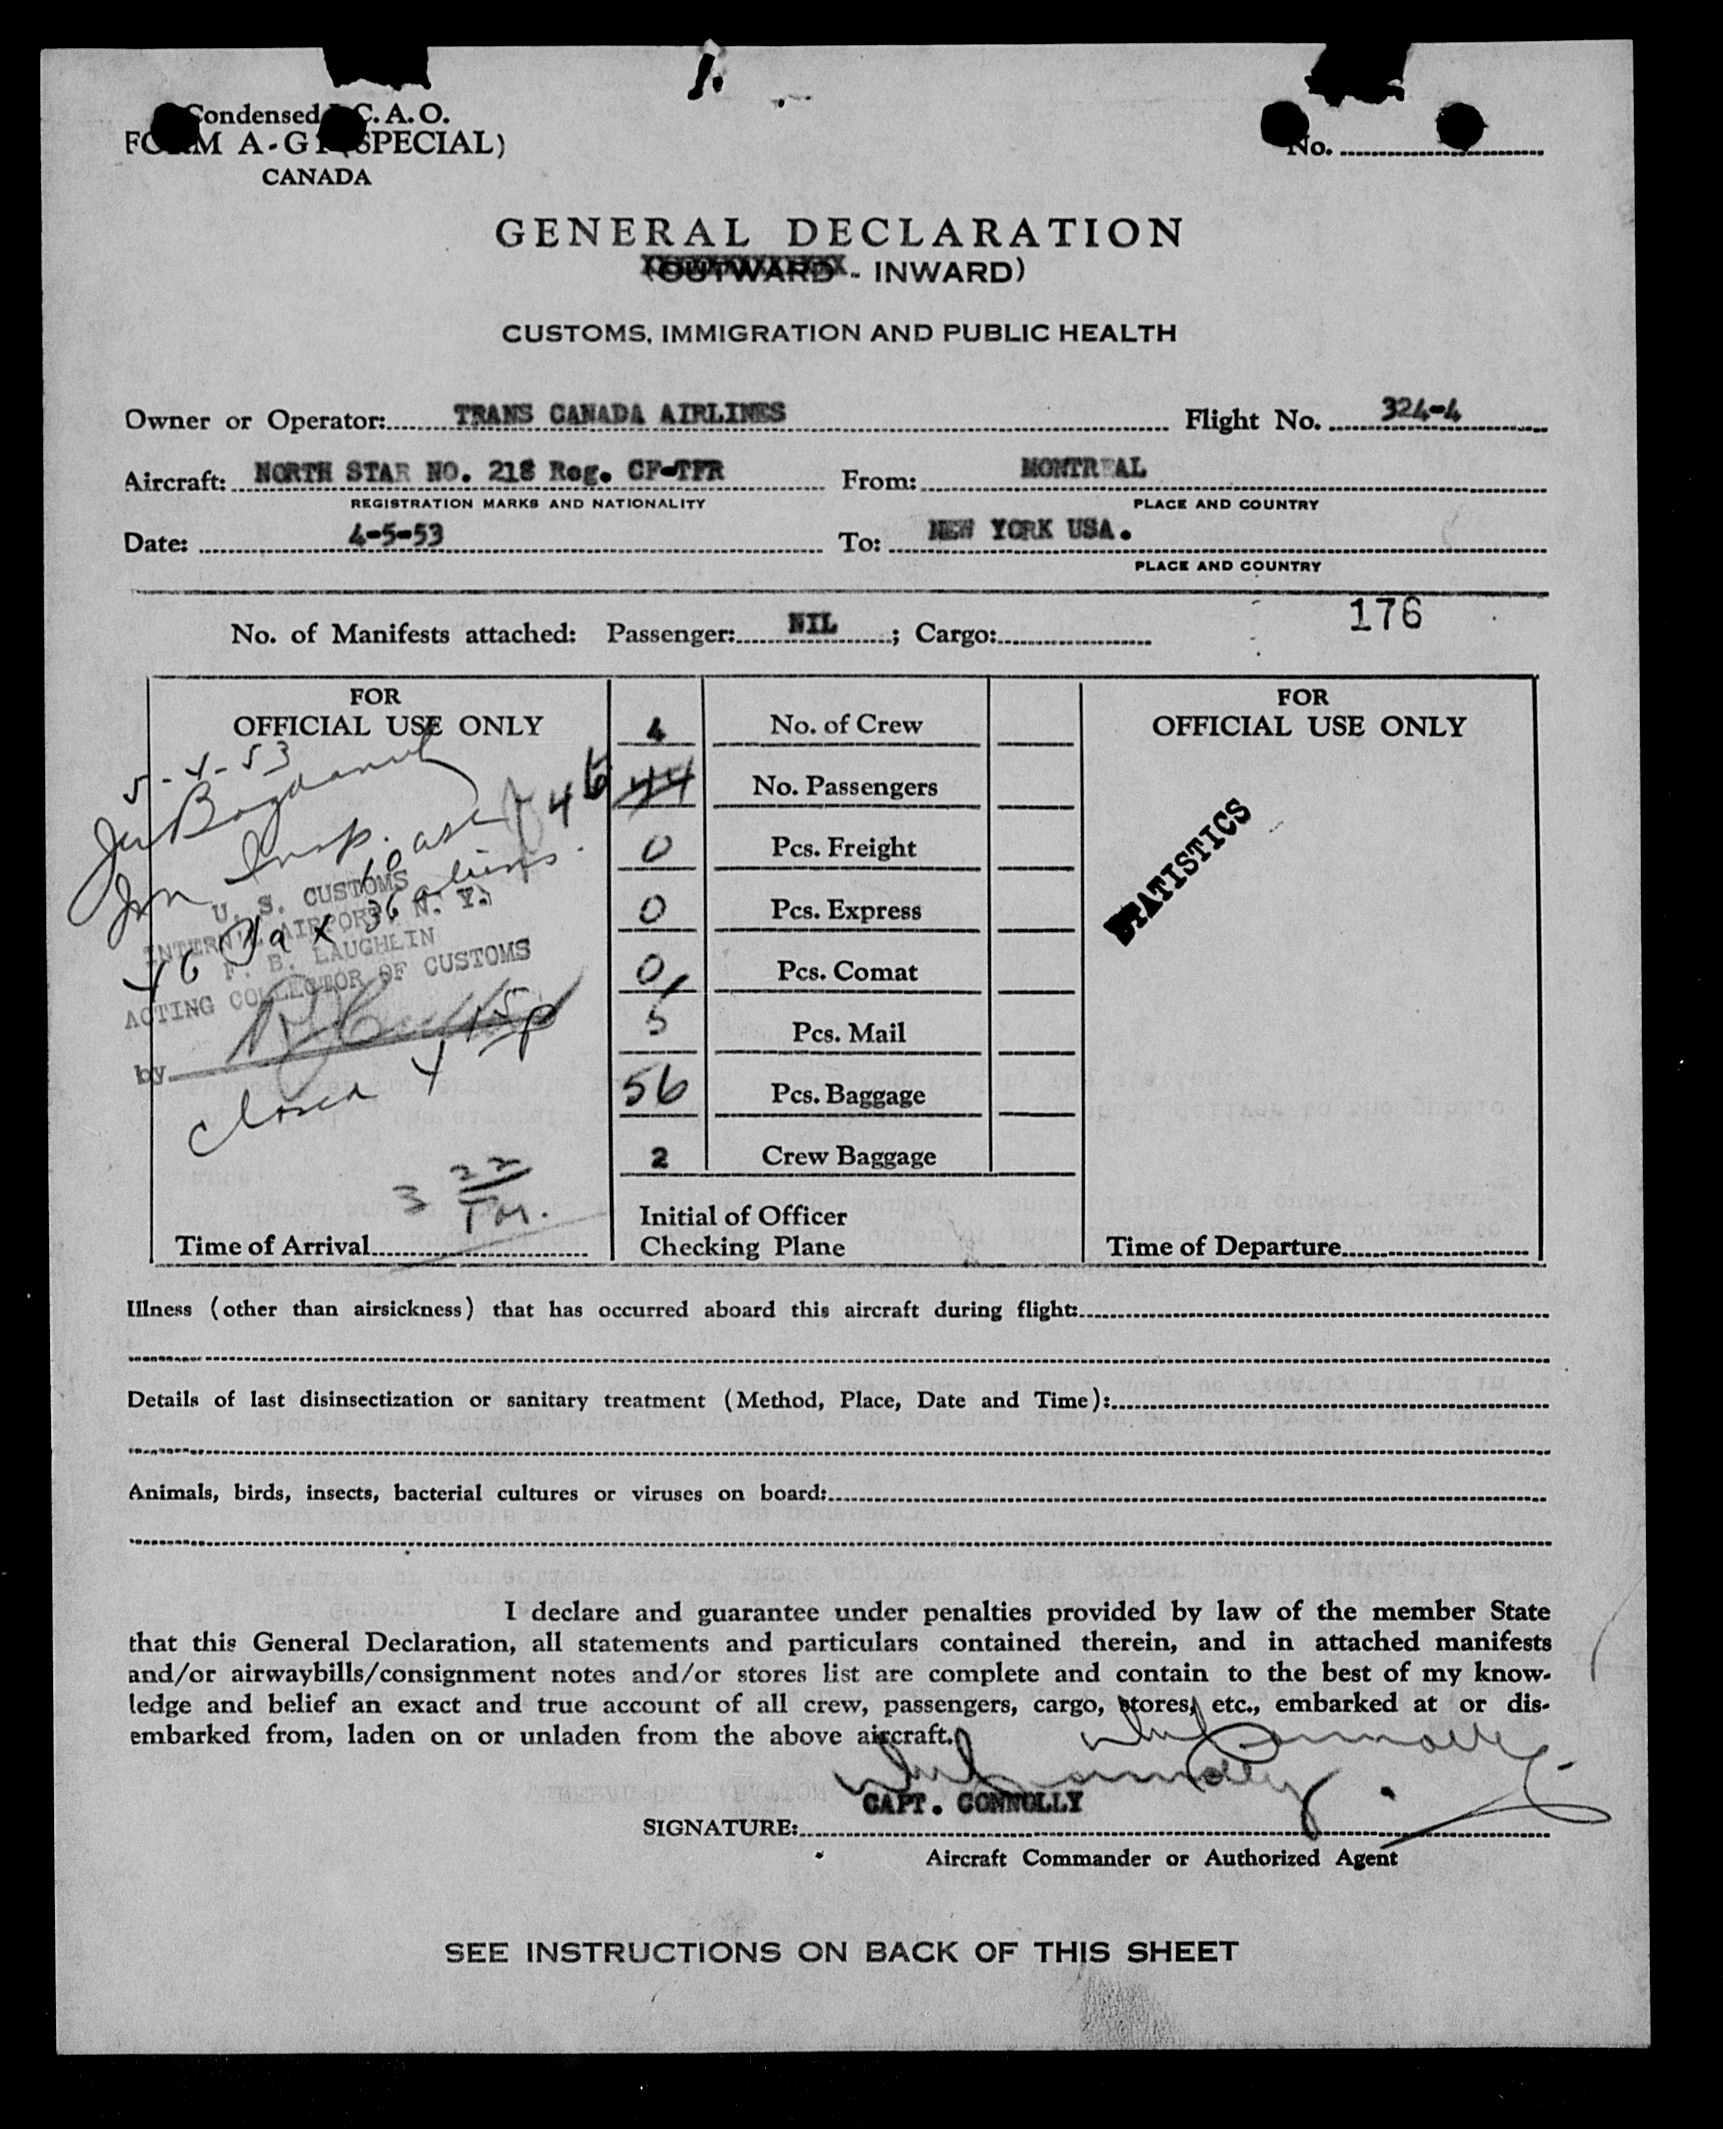 Condensed I.C.A.O.
FORM A-G1 (SPECIAL)
CANADA
No.
GENERAL DECLARATION
(OUTWARD - INWARD)
CUSTOMS, IMMIGRATION AND PUBLIC HEALTH
Owner or Operator: TRANS CANADA AIRLINES Flight No. 324-4
Aircraft: NORTH STAR NO. 218 Reg. CF-TFR From: MONTREAL
REGISTRATION MARKS AND NATIONALITY PLACE AND COUNTRY
Date: 4-5-53 To: NEW YORK USA.
PLACE AND COUNTRY
176
No. of Manifests attached: Passenger: NIL ; Cargo:
FOR
OFFICIAL USE ONLY
5-4-53
Insp.
U. S. CUSTOMS
INTERN'L AIRPORT, N. Y.
F. B. LAUGHLIN
ACTING COLLECTOR OF CUSTOMS
by
closed
3 22
Time of Arrival
4 No. of Crew
46 44 No. Passengers
0 Pcs. Freight
0 Pcs. Express
0 Pcs. Comat
5 Pcs. Mail
56 Pcs. Baggage
2 Crew Baggage
Initial of Officer
Checking Plane
FOR
OFFICIAL USE ONLY
STATISTICS
Time of Departure
Illness (other than airsickness) that has occurred aboard this aircraft during flight:
Details of last disinsectization or sanitary treatment (Method, Place, Date and Time):
Animals, birds, insects, bacterial cultures or viruses on board:
I declare and guarantee under penalties provided by law of the member State
that this General Declaration, all statements and particulars contained therein, and in attached manifests
and/or airwaybills/consignment notes and/or stores list are complete and contain to the best of my know-
ledge and belief an exact and true account of all crew, passengers, cargo, stores, etc., embarked at or dis-
embarked from, laden on or unladen from the above aircraft.
CAPT. CONNOLLY
SIGNATURE:
Aircraft Commander or Authorized Agent
SEE INSTRUCTIONS ON BACK OF THIS SHEET